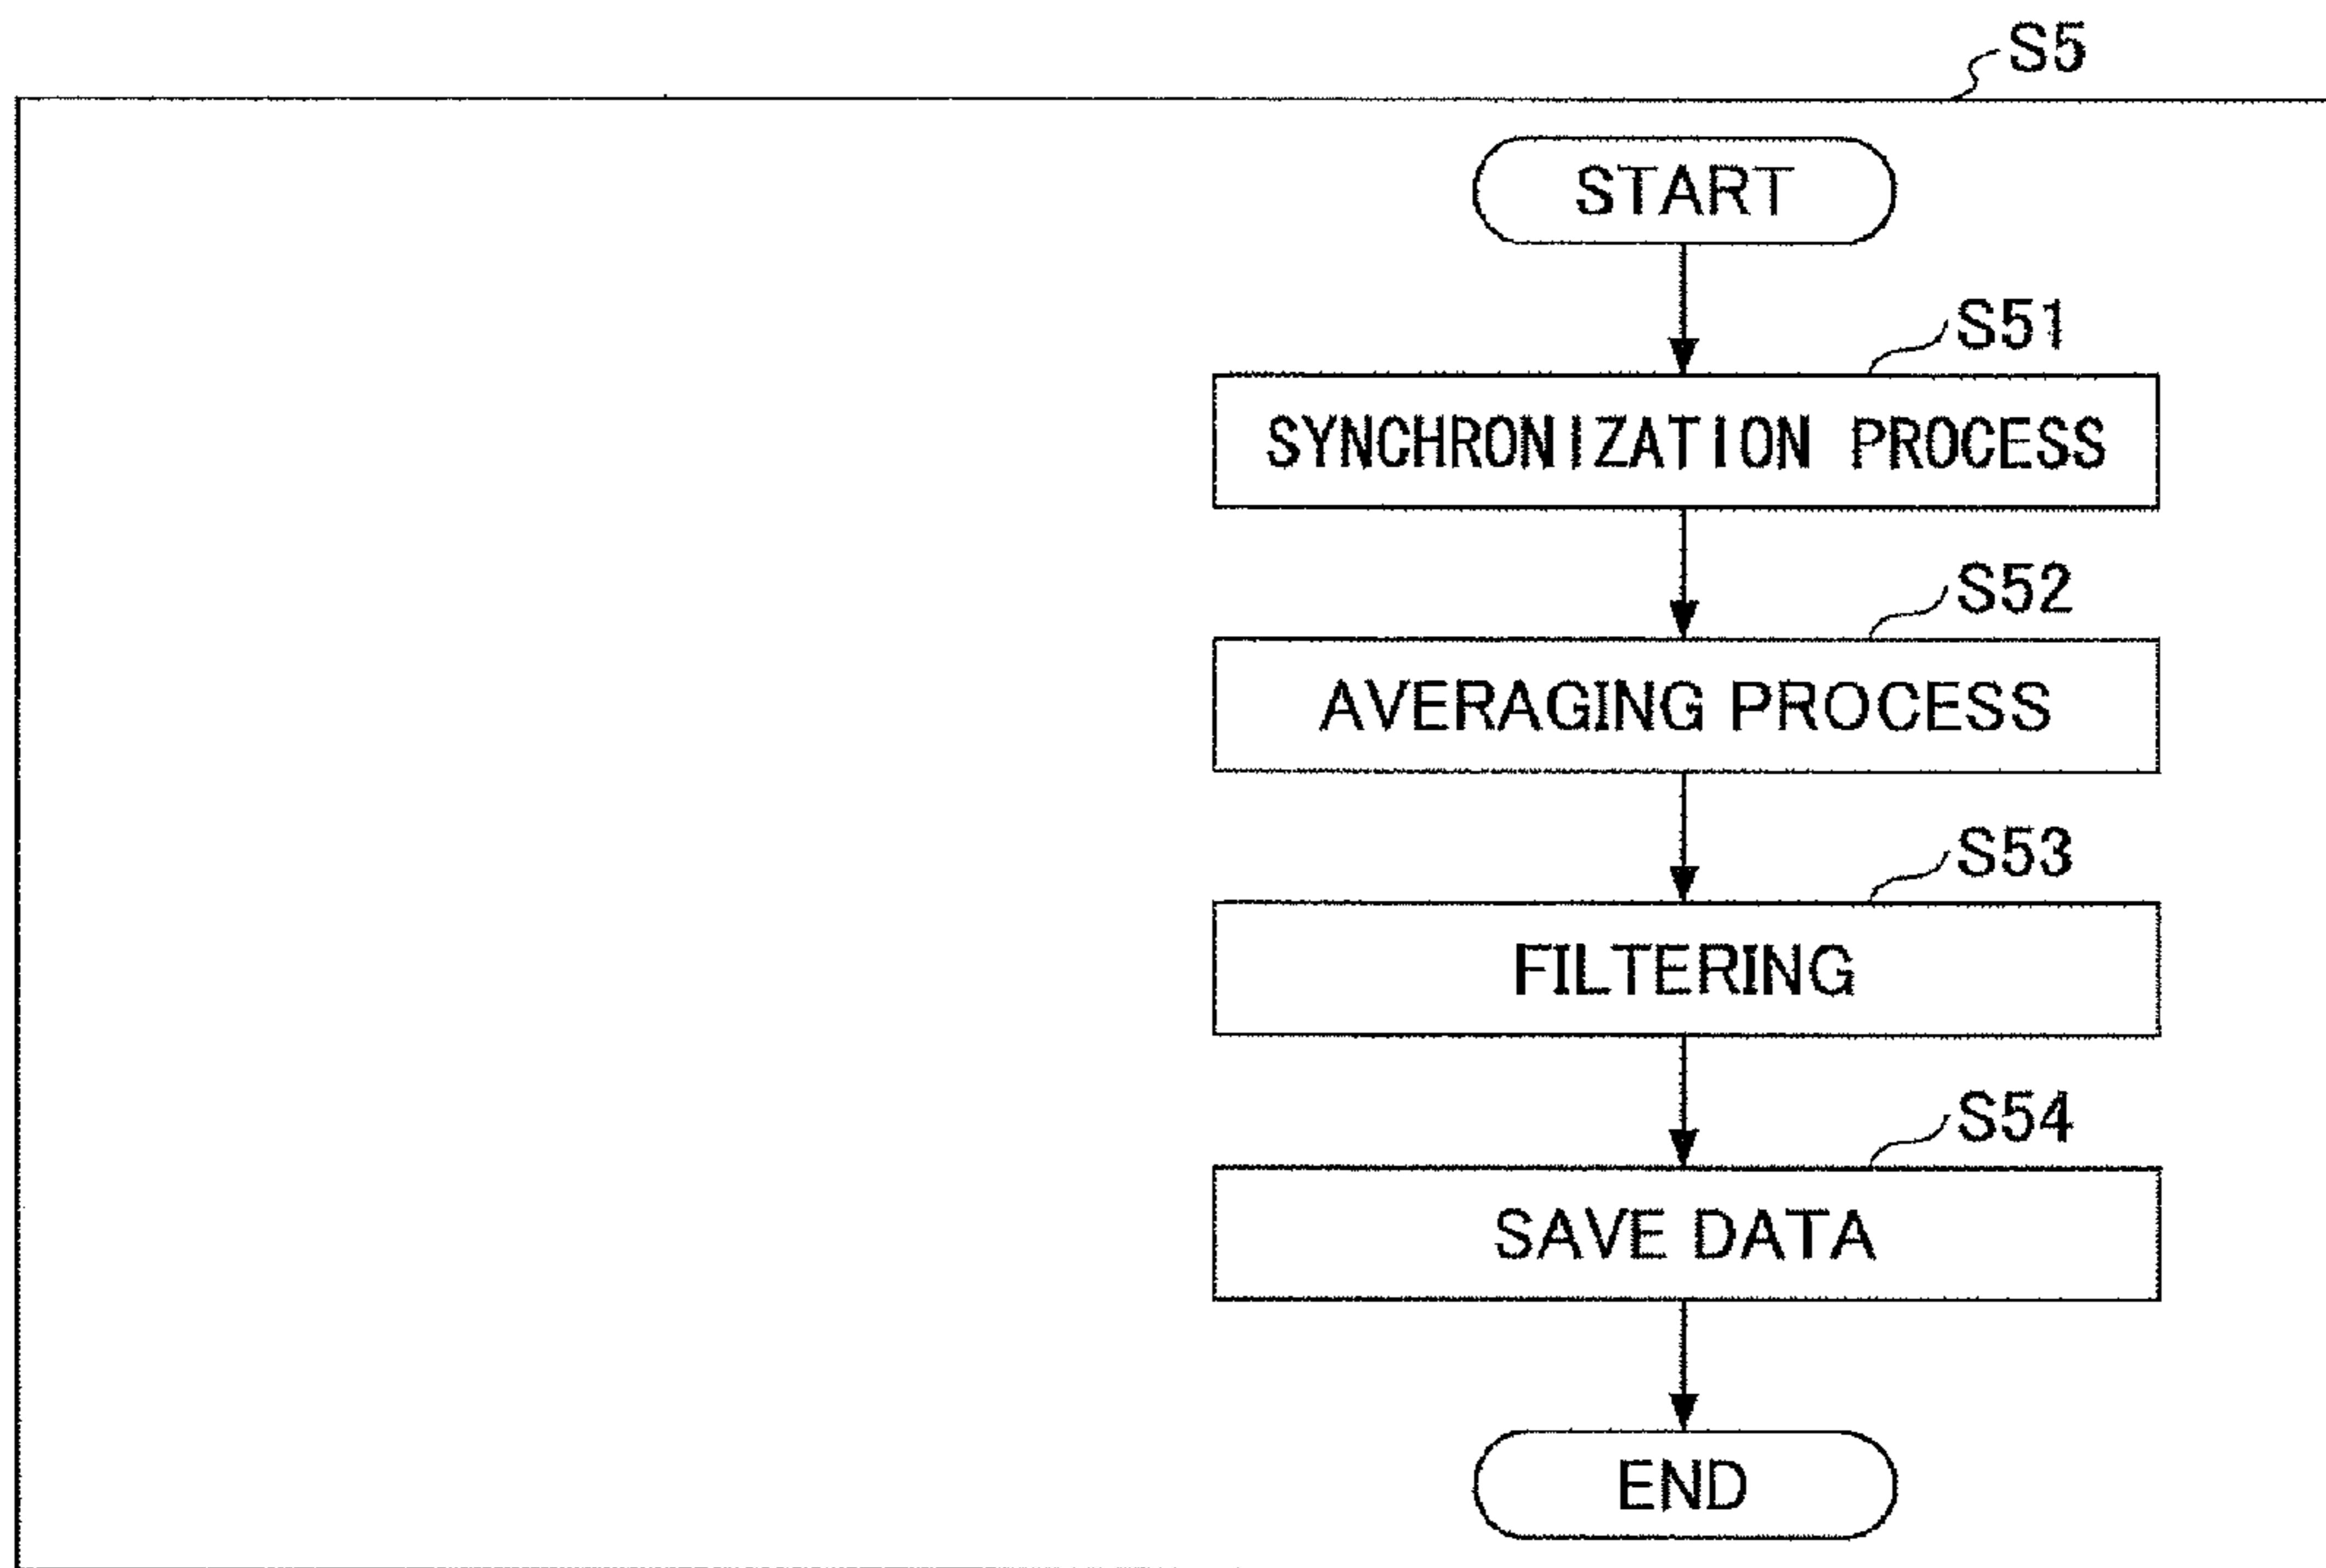 S5
START
S51
SYNCHRONIZATION PROCESS
S52
AVERAGING PROCESS
S53
FILTERING
S54
SAVE DATA
END